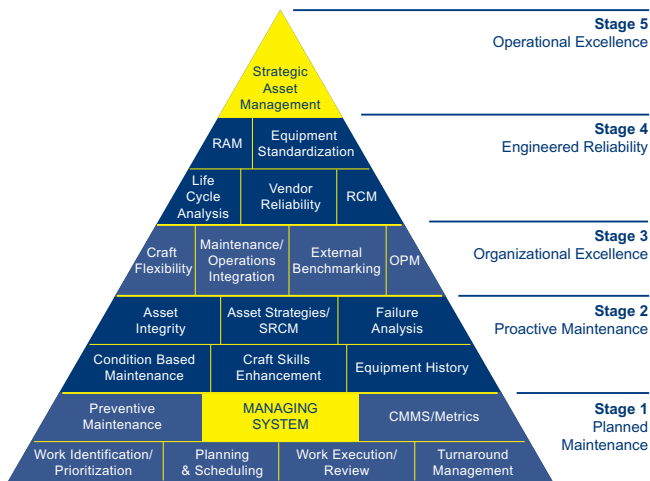 Stage 5
Operational Excellence
Strategic
Asset
Management
Stage 4
Engineered Reliability
RAM
Equipment
Standardization
Life
Cycle
Analysis
Vendor
Reliability
RCM
Stage 3
Organizational Excellence
Craft
Flexibility
Maintenance/
Operations
Integration
External
Benchmarking
OPM
Stage 2
Proactive Maintenance
Asset
Integrity
Asset Strategies/
SRCM
Failure
Analysis
Condition Based
Maintenance
Craft Skills
Enhancement
Equipment History
Stage 1
Planned
Maintenance
Preventive
Maintenance
MANAGING
SYSTEM
CMMS/Metrics
Work Identification/
Prioritization
Planning
& Scheduling
Work Execution/
Review
Turnaround
Management